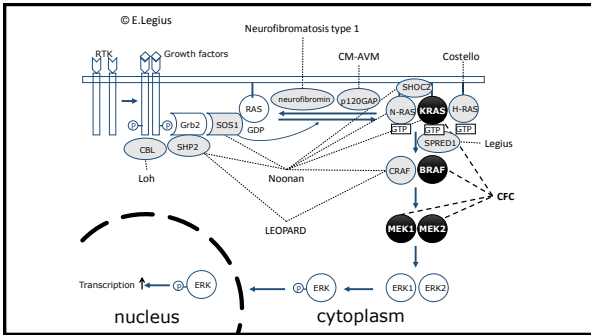 © E.Legius
Neurofibromatosis type 1
RTK
Growth factors
CM-AVM
Costello
SHOC2
RAS
neurofibromin
p120GAP
N-RAS
KRAS
H-RAS
P
P
Grb2
SOS1
GDP
GTP
GTP
GTP
CBL
SHP2
SPRED1
Legius
Loh
Noonan
CRAF
BRAF
LEOPARD
CFC
MEK1
MEK2
Transcription
P
ERK
P
ERK
ERK1
ERK2
nucleus
cytoplasm